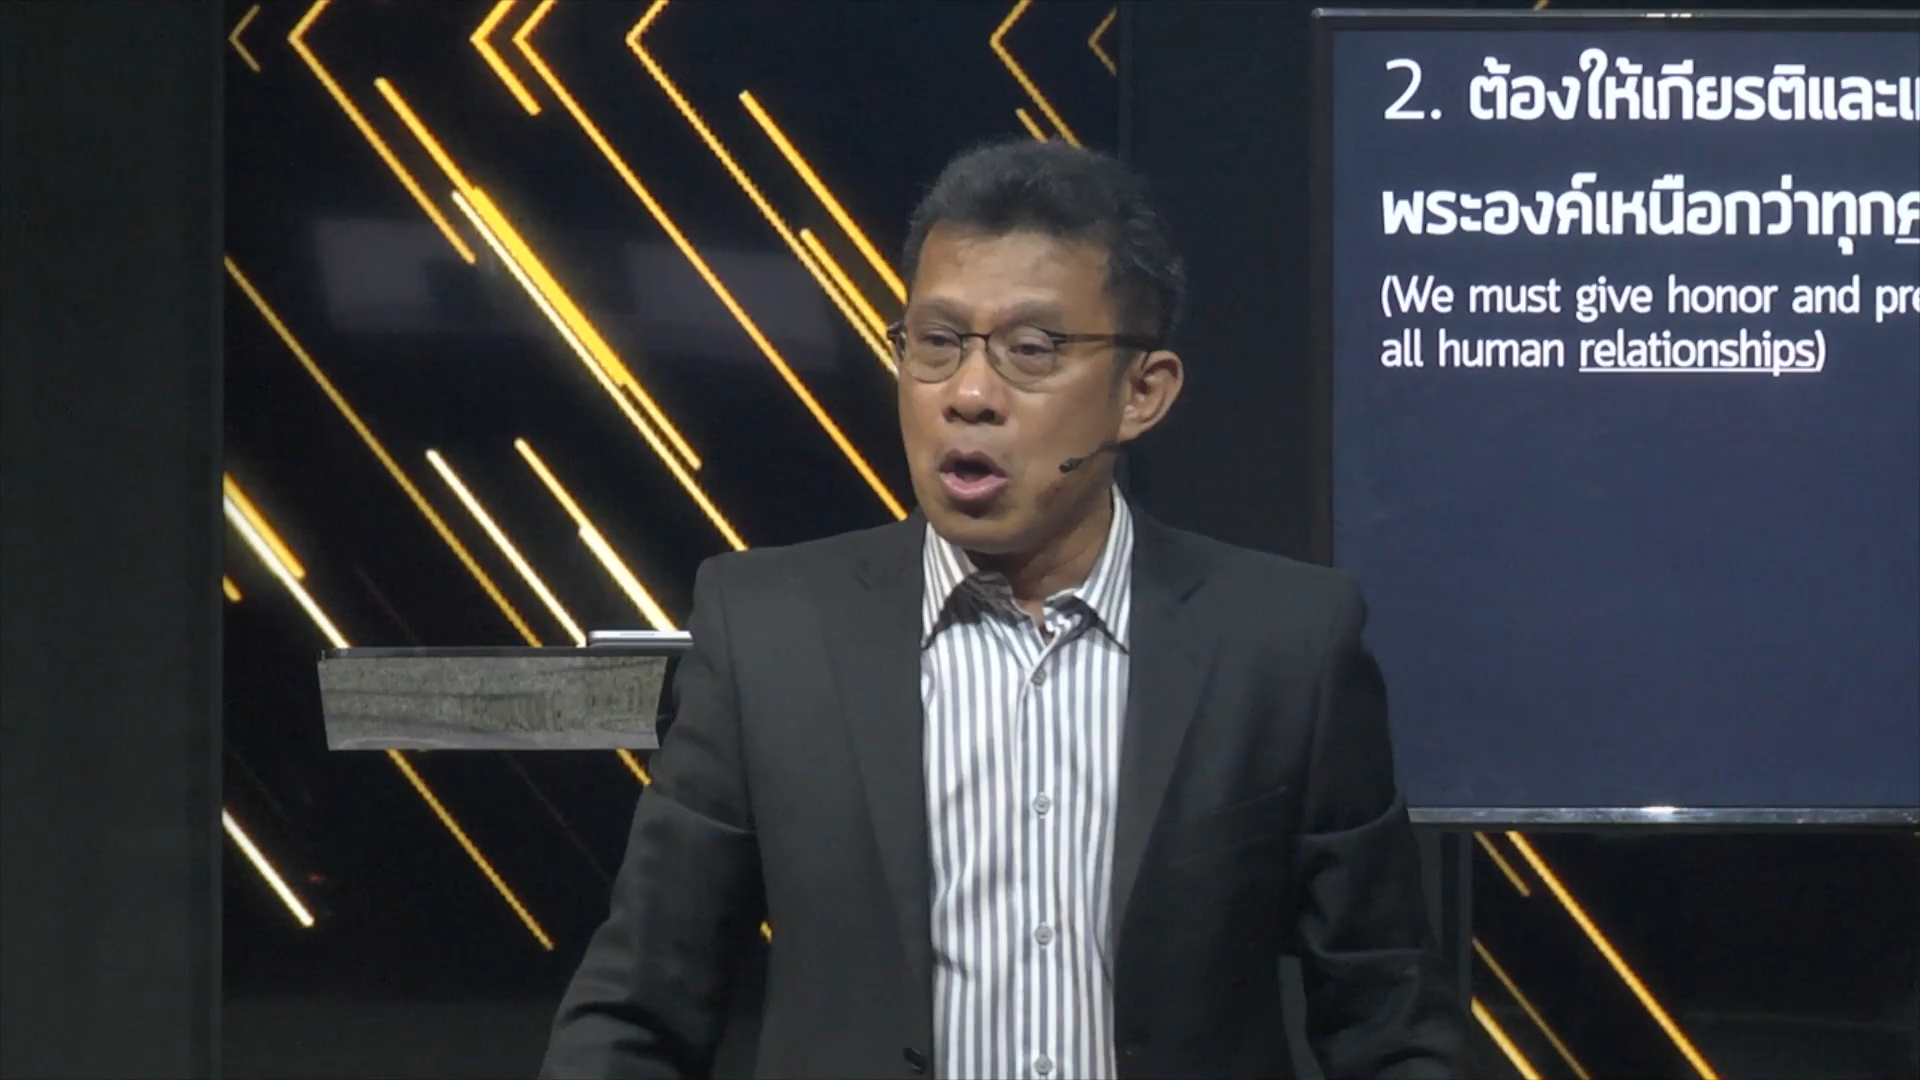 2. ต้องให้เกียรติและ
พระองค์เหนือกว่าทุก
(We must give honor and
all human relationships)